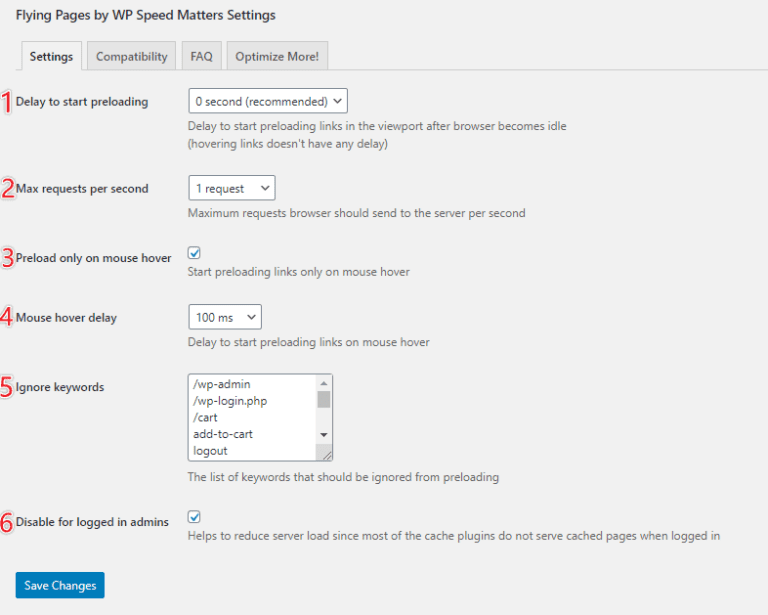 Flying Pages by WP Speed Matters Settings
Settings Compatibility FAQ Optimize More!
1 Delay to start preloading 0 second (recommended)
Delay to start preloading links in the viewport after browser becomes idle
(hovering links doesn't have any delay)
2 Max requests per second 1 request
Maximum requests browser should send to the server per second
3 Preload only on mouse hover
Start preloading links only on mouse hover
4 Mouse hover delay 100 ms
Delay to start preloading links on mouse hover
5 Ignore keywords /wp-admin
/wp-login.php
/cart
add-to-cart
logout
The list of keywords that should be ignored from preloading
6 Disable for logged in admins
Helps to reduce server load since most of the cache plugins do not serve cached pages when logged in
Save Changes